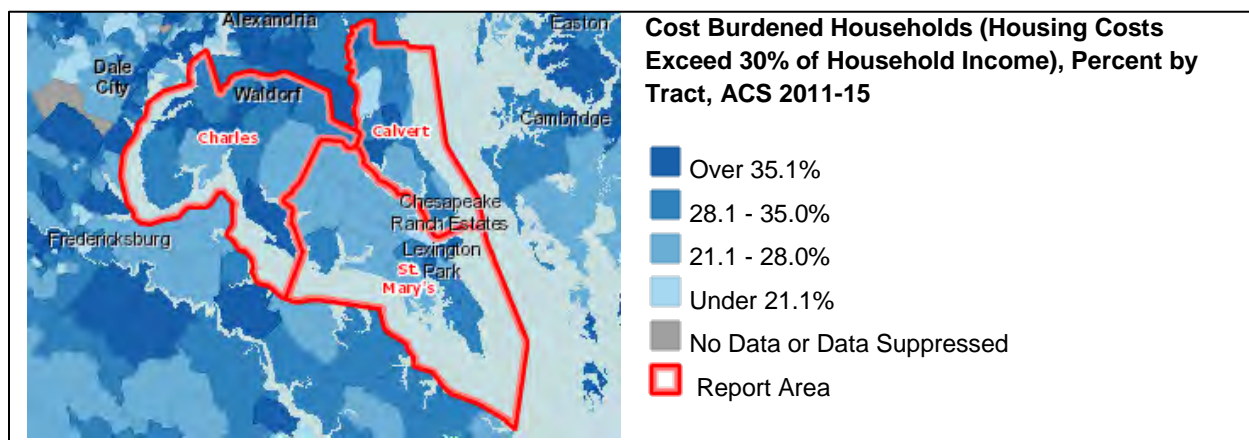 Alexandria
Easton
Dale
City
Waldorf
Cambridge
Charles
Calvert
Chesapeake
Ranch Estates
Fredericksburg
Lexington
Park
St.
Mary's
Cost Burdened Households (Housing Costs
Exceed 30% of Household Income), Percent by
Tract, ACS 2011-15
Over 35.1%
28.1 - 35.0%
21.1 - 28.0%
Under 21.1%
No Data or Data Suppressed
Report Area